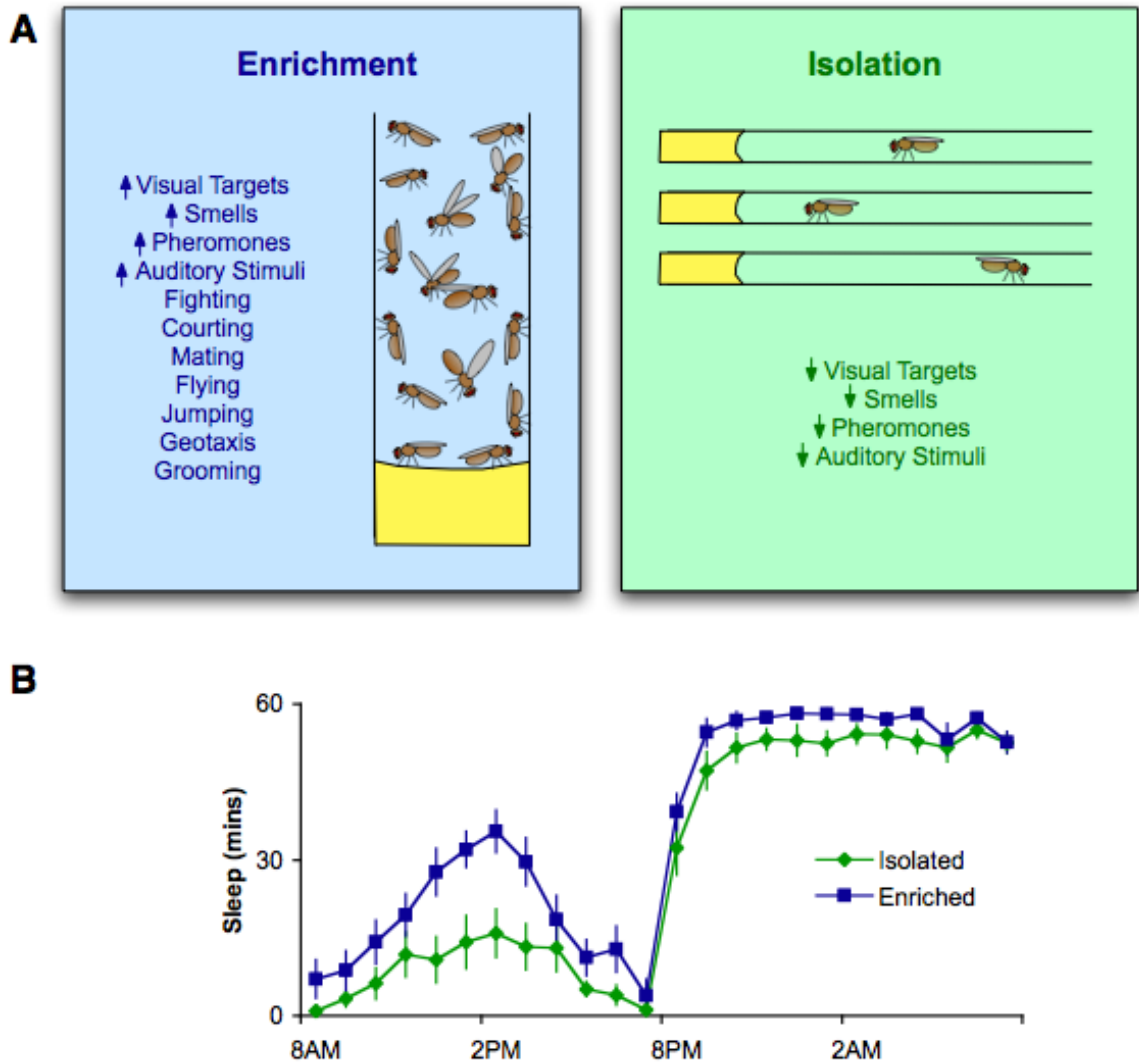 A
Enrichment
↑ Visual Targets
↑ Smells
↑ Pheromones
↑ Auditory Stimuli
Fighting
Courting
Mating
Flying
Jumping
Geotaxis
Grooming
Isolation
↓ Visual Targets
↓ Smells
↓ Pheromones
↓ Auditory Stimuli
B
Sleep (mins)
60
30
0
8AM
2PM
8PM
2AM
Isolated
Enriched